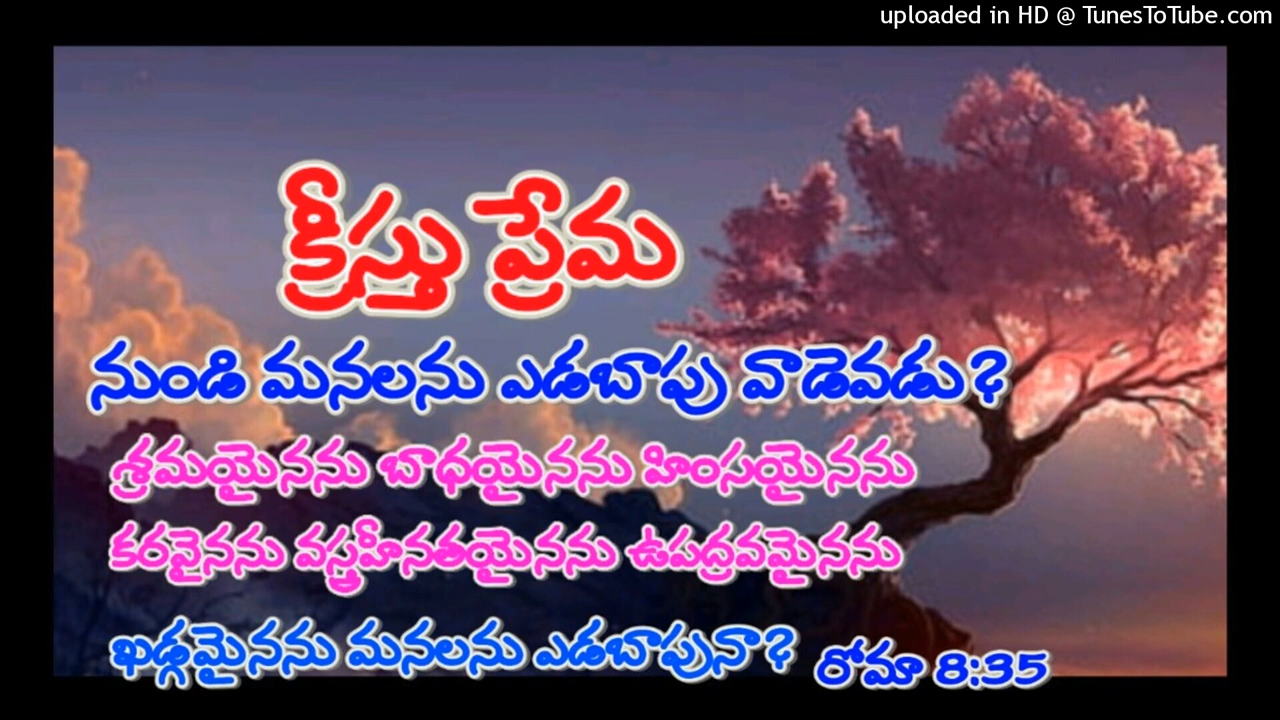 uploaded in HD @ TunesToTube.com
క్రీస్తు ప్రేమ
నుండి మనలను ఎడబాపు వాడెవడు?
శ్రమయైనను బాధయైనను హింసయైనను
కరవైనను వస్త్రహీనతయైనను ఉపద్రవమైనను
ఖడ్గమైనను మనలను ఎడబాపునా? రోమా 8:35